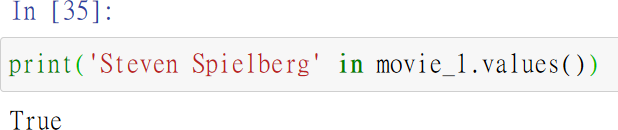 In [35]:
print('Steven Spielberg' in movie_1.values())
True